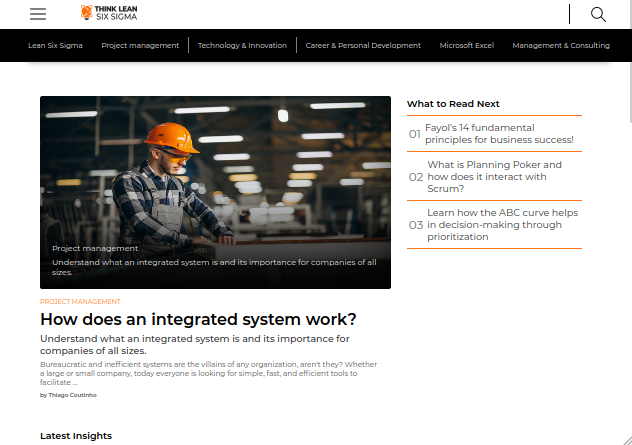 THINK LEAN
SIX SIGMA
Lean Six Sigma
Project management
Technology & Innovation
Career & Personal Development
Microsoft Excel
Management & Consulting
Project management
Understand what an integrated system is and its importance for companies of all
sizes.
PROJECT MANAGEMENT
How does an integrated system work?
Understand what an integrated system is and its importance for
companies of all sizes.
Bureaucratic and inefficient systems are the villains of any organization, aren't they? Whether
a large or small company, today everyone is looking for simple, fast, and efficient tools to
facilitate ...
by Thiago Coutinho
What to Read Next
01 Fayol's 14 fundamental
principles for business success!
02 What is Planning Poker and
how does it interact with
Scrum?
03 Learn how the ABC curve helps
in decision-making through
prioritization
Latest Insights